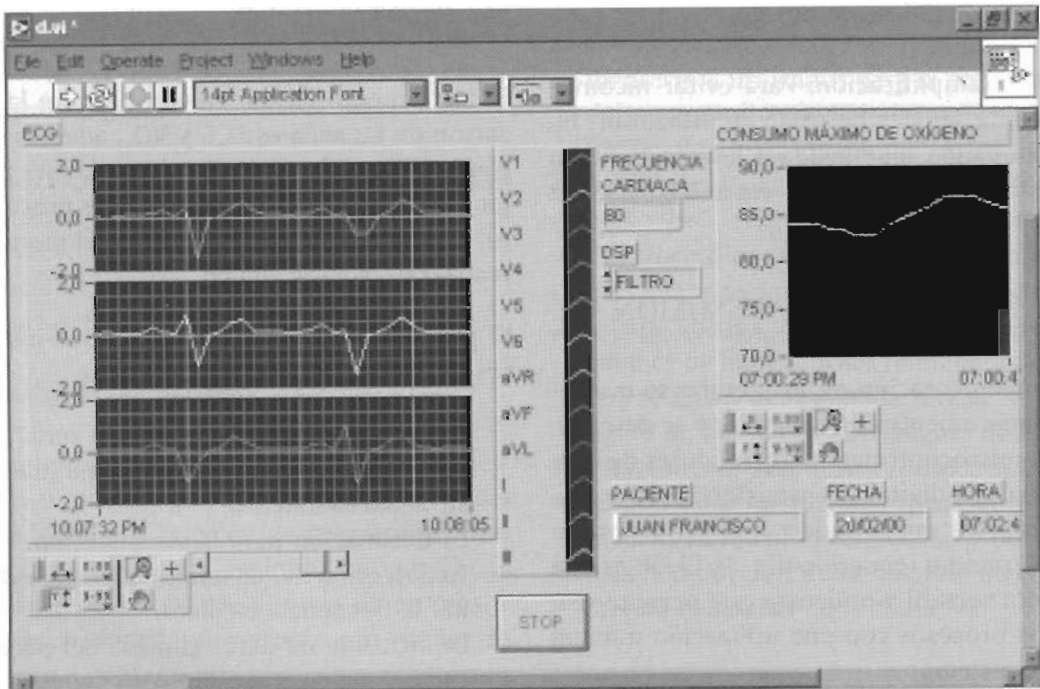 d.vi *
File Edit Operate Project Windows Help
14pt Application Font
ECG
2,0
0,0
-2,0
2,0
0,0
-2,0
2,0
0,0
-2,0
10:07:32 PM 10:08:05
V1
V2
V3
V4
V5
V6
aVR
aVF
aVL
I
II
III
FRECUENCIA
CARDIACA
80
DSP
FILTRO
CONSUMO MÁXIMO DE OXÍGENO
90,0
85,0
80,0
75,0
70,0
07:00:29 PM 07:00:4
PACIENTE FECHA HORA
JUAN FRANCISCO 20/02/00 07:02:4
STOP